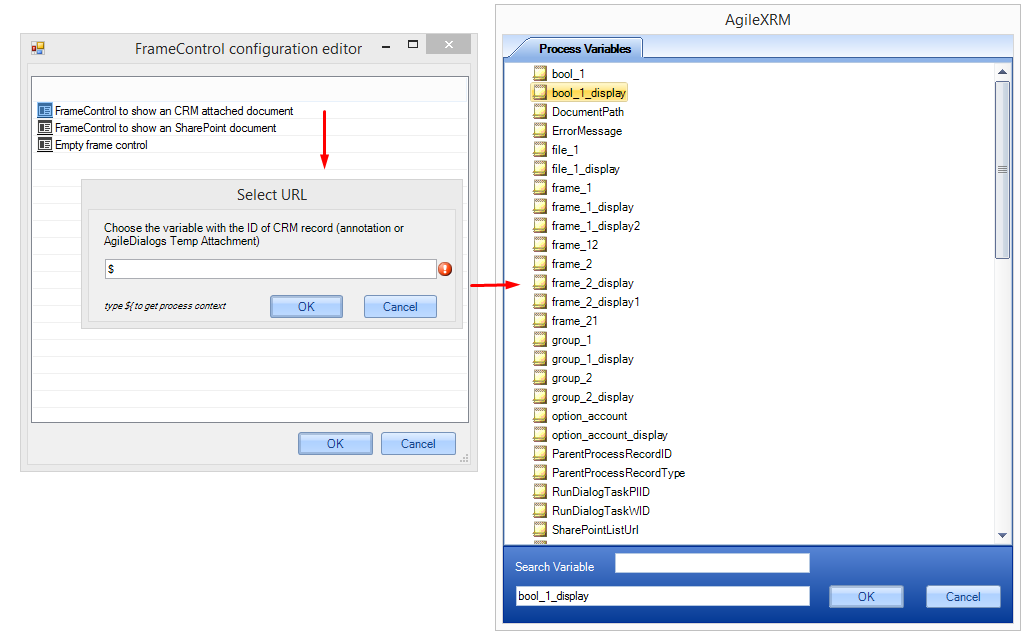 FrameControl configuration editor
FrameControl to show an CRM attached document
FrameControl to show an SharePoint document
Empty frame control
Select URL
Choose the variable with the ID of CRM record (annotation or
AgileDialogs Temp Attachment)
$
type ${ to get process context
OK
Cancel
OK
Cancel
AgileXRM
Process Variables
bool_1
bool_1_display
DocumentPath
ErrorMessage
file_1
file_1_display
frame_1
frame_1_display
frame_1_display2
frame_12
frame_2
frame_2_display
frame_2_display1
frame_21
group_1
group_1_display
group_2
group_2_display
option_account
option_account_display
ParentProcessRecordID
ParentProcessRecordType
RunDialogTaskPIID
RunDialogTaskWID
SharePointListUrl
Search Variable
bool_1_display
OK
Cancel